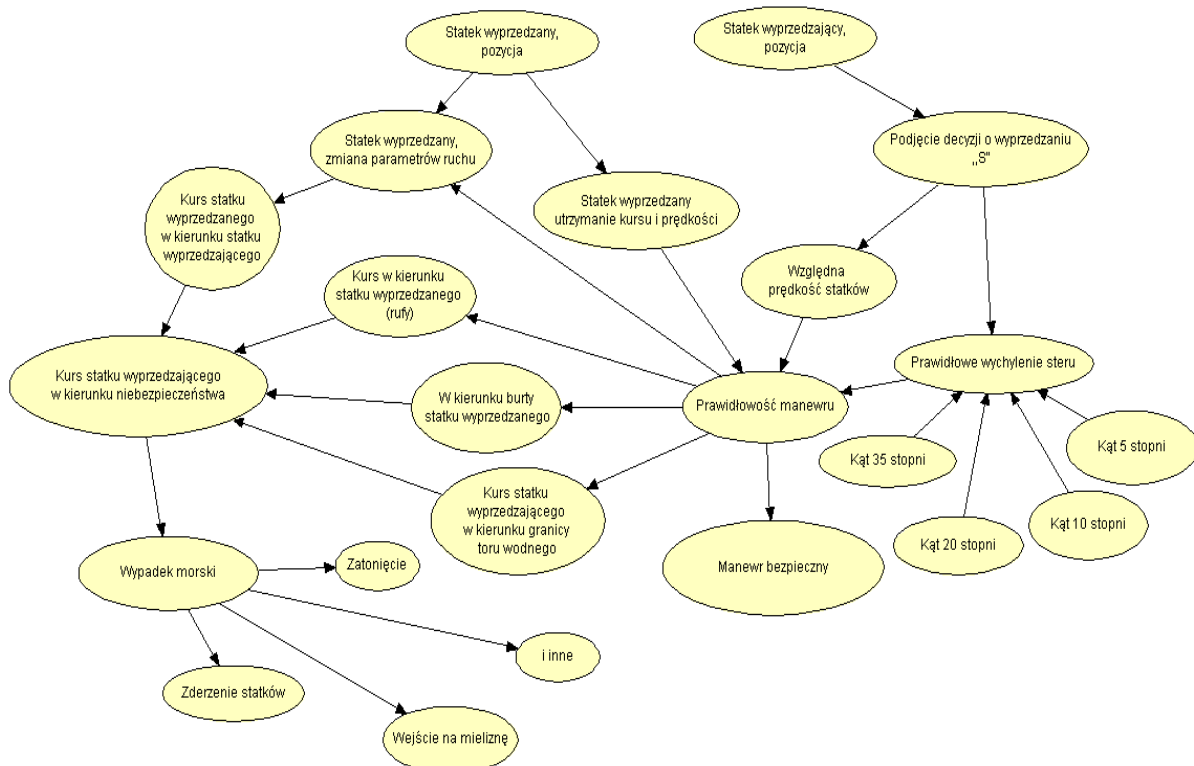 Statek wyprzedzany,
pozycja
Statek wyprzedzający,
pozycja
Statek wyprzedzany,
zmiana parametrów ruchu
Podjęcie decyzji o wyprzedzaniu
,,S"
Kurs statku
wyprzedzanego
w kierunku statku
wyprzedzającego
Statek wyprzedzany
utrzymanie kursu i prędkości
Kurs w kierunku
statku wyprzedzanego
(rufy)
Względna
prędkość statków
Kurs statku wyprzedzającego
w kierunku niebezpieczeństwa
W kierunku burty
statku wyprzedzanego
Prawidłowość manewru
Prawidłowe wychylenie steru
Kąt 35 stopni
Kąt 5 stopni
Kąt 20 stopni
Kąt 10 stopni
Kurs statku
wyprzedzającego
w kierunku granicy
toru wodnego
Manewr bezpieczny
Wypadek morski
Zatonięcie
i inne
Zderzenie statków
Wejście na mieliznę